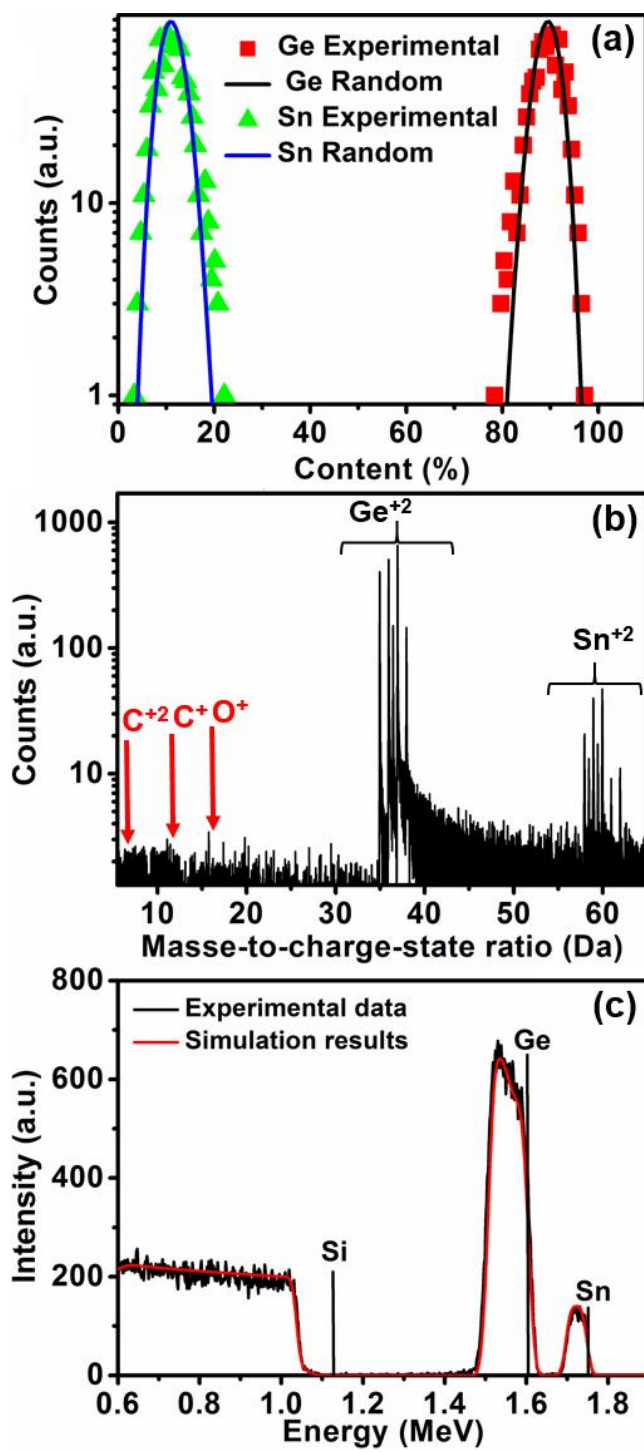 (a)
Ge Experimental
Ge Random
Sn Experimental
Sn Random
Counts (a.u.)
10
1
0 20 40 60 80 100
Content (%)
(b)
Ge+2
Sn+2
C+2 C+ O+
Counts (a.u.)
1000
100
10
10 20 30 40 50 60
Masse-to-charge-state ratio (Da)
(c)
Experimental data
Simulation results
Ge
Si
Sn
Intensity (a.u.)
800
600
400
200
0
0.6 0.8 1.0 1.2 1.4 1.6 1.8
Energy (MeV)